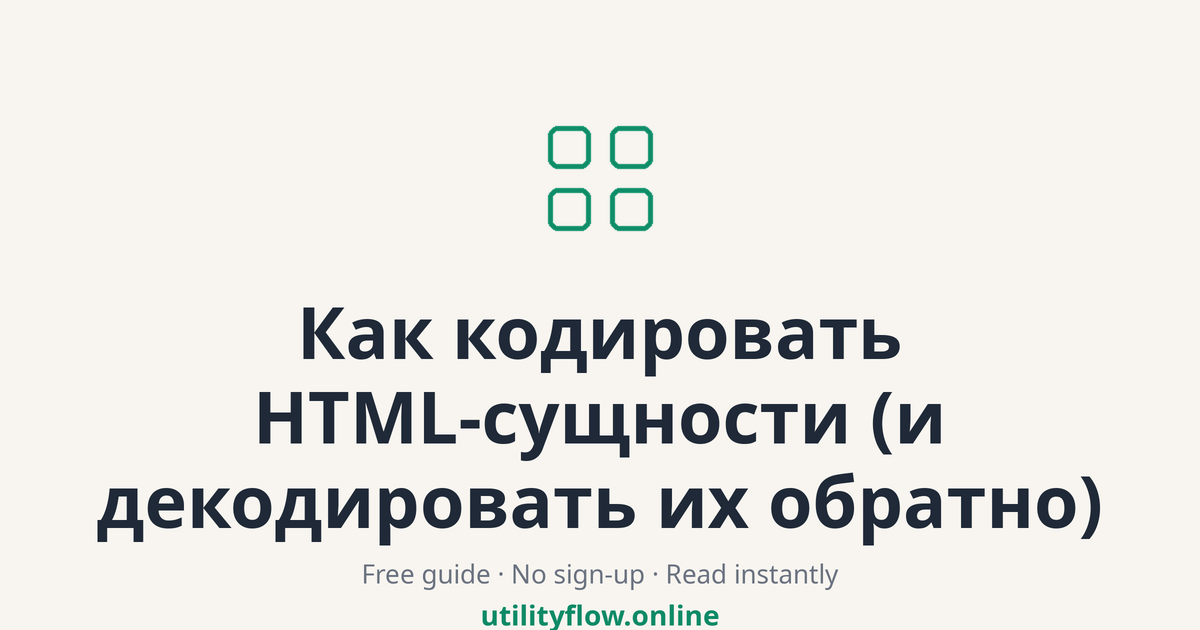 Как кодировать
HTML-сущности (и
декодировать их обратно)
Free guide · No sign-up · Read instantly
utilityflow.online